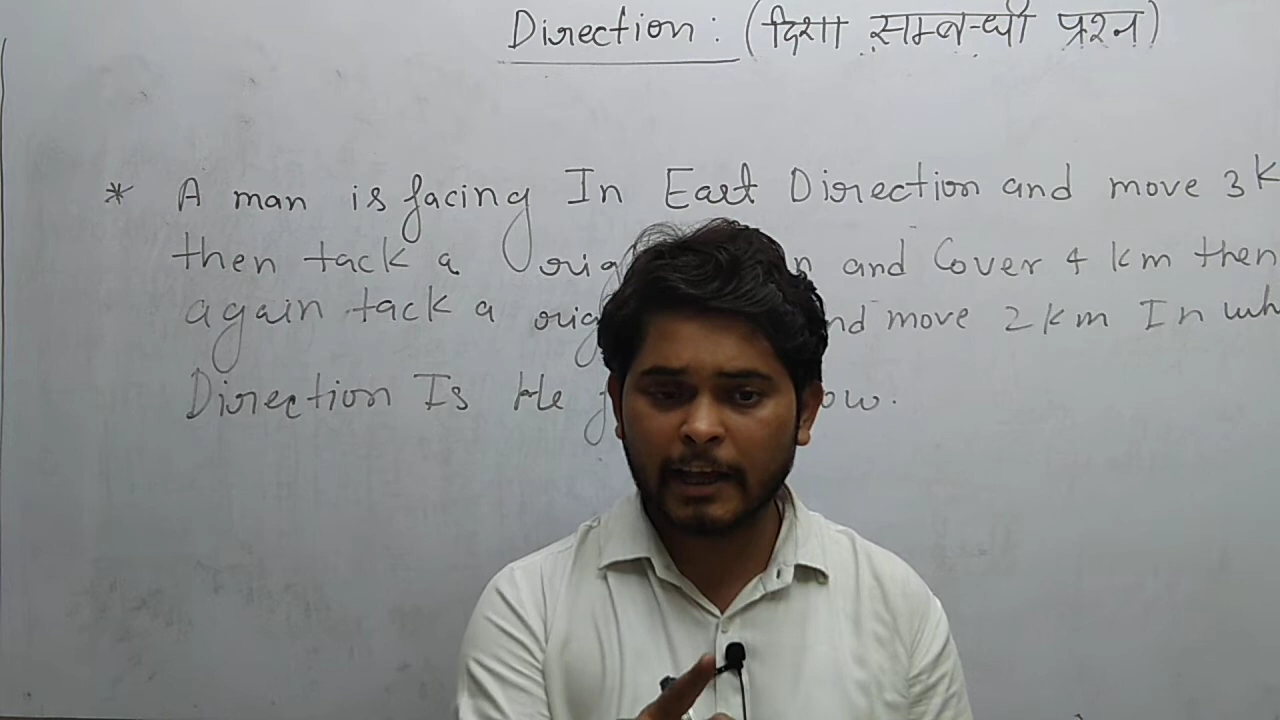 Direction : (दिशा सम्बन्धी प्रश्न)
* A man is facing In East Direction and move 3 K
then tack a and Cover 4 km then
again tack a move 2 km In
Direction Is He